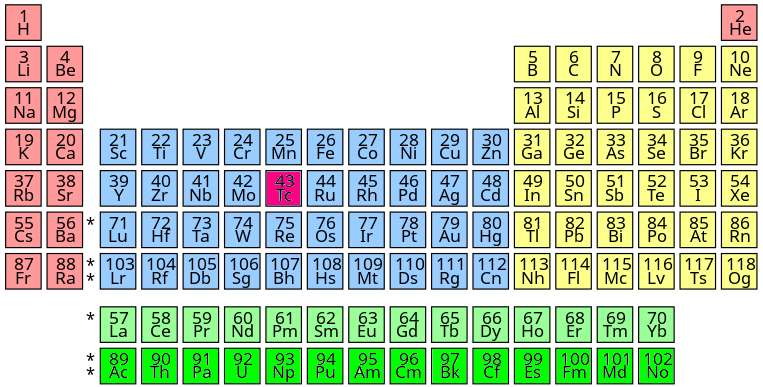 1 2
H He
3 4 5 6 7 8 9 10
Li Be B C N O F Ne
11 12 13 14 15 16 17 18
Na Mg Al Si P S Cl Ar
19 20 21 22 23 24 25 26 27 28 29 30 31 32 33 34 35 36
K Ca Sc Ti V Cr Mn Fe Co Ni Cu Zn Ga Ge As Se Br Kr
37 38 39 40 41 42 43 44 45 46 47 48 49 50 51 52 53 54
Rb Sr Y Zr Nb Mo Tc Ru Rh Pd Ag Cd In Sn Sb Te I Xe
55 56 * 71 72 73 74 75 76 77 78 79 80 81 82 83 84 85 86
Cs Ba Lu Hf Ta W Re Os Ir Pt Au Hg Tl Pb Bi Po At Rn
87 88 * 103 104 105 106 107 108 109 110 111 112 113 114 115 116 117 118
Fr Ra * Lr Rf Db Sg Bh Hs Mt Ds Rg Cn Nh Fl Mc Lv Ts Og
* 57 58 59 60 61 62 63 64 65 66 67 68 69 70
La Ce Pr Nd Pm Sm Eu Gd Tb Dy Ho Er Tm Yb
* 89 90 91 92 93 94 95 96 97 98 99 100 101 102
* Ac Th Pa U Np Pu Am Cm Bk Cf Es Fm Md No